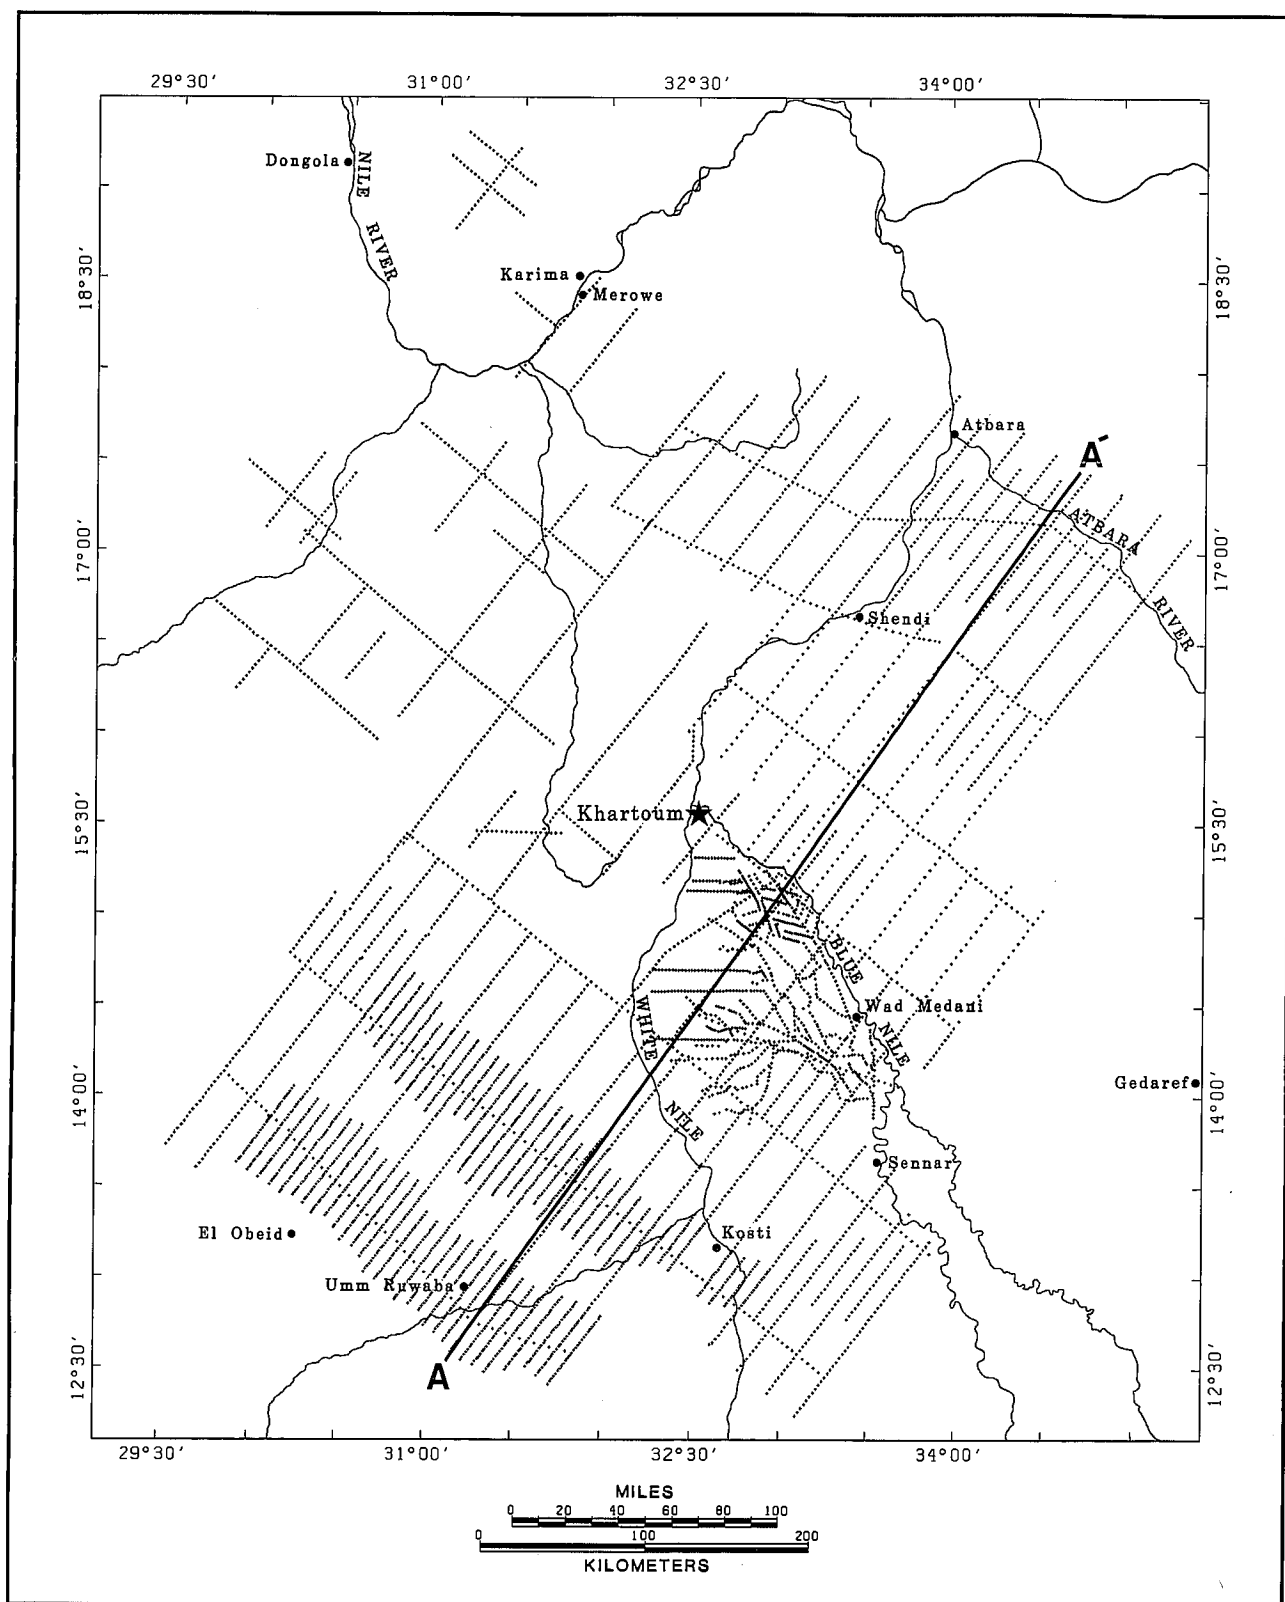 29°30′ 31°00′ 32°30′ 34°00′
Dongola
NILE
RIVER
18°30′
18°30′
Karima
Merowe
Atbara
A′
ATBARA
RIVER
17°00′
17°00′
Shendi
Khartoum
15°30′
15°30′
BLUE
NILE
WHITE
NILE
Wad Medani
Gedaref
14°00′
14°00′
Sennar
El Obeid
Kosti
Umm Ruwaba
A
12°30′
12°30′
29°30′ 31°00′ 32°30′ 34°00′
MILES
0 20 40 60 80 100
0 100 200
KILOMETERS